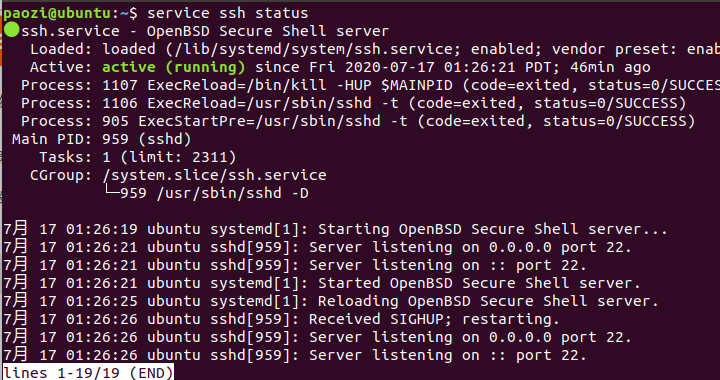 paozi@ubuntu:~$ service ssh status
●ssh.service - OpenBSD Secure Shell server
   Loaded: loaded (/lib/systemd/system/ssh.service; enabled; vendor preset: enab
   Active: active (running) since Fri 2020-07-17 01:26:21 PDT; 46min ago
  Process: 1107 ExecReload=/bin/kill -HUP $MAINPID (code=exited, status=0/SUCCES
  Process: 1106 ExecReload=/usr/sbin/sshd -t (code=exited, status=0/SUCCESS)
  Process: 905 ExecStartPre=/usr/sbin/sshd -t (code=exited, status=0/SUCCESS)
 Main PID: 959 (sshd)
    Tasks: 1 (limit: 2311)
   CGroup: /system.slice/ssh.service
           └─959 /usr/sbin/sshd -D

7月 17 01:26:19 ubuntu systemd[1]: Starting OpenBSD Secure Shell server...
7月 17 01:26:21 ubuntu sshd[959]: Server listening on 0.0.0.0 port 22.
7月 17 01:26:21 ubuntu sshd[959]: Server listening on :: port 22.
7月 17 01:26:21 ubuntu systemd[1]: Started OpenBSD Secure Shell server.
7月 17 01:26:25 ubuntu systemd[1]: Reloading OpenBSD Secure Shell server.
7月 17 01:26:26 ubuntu sshd[959]: Received SIGHUP; restarting.
7月 17 01:26:26 ubuntu sshd[959]: Server listening on 0.0.0.0 port 22.
7月 17 01:26:26 ubuntu sshd[959]: Server listening on :: port 22.
lines 1-19/19 (END)